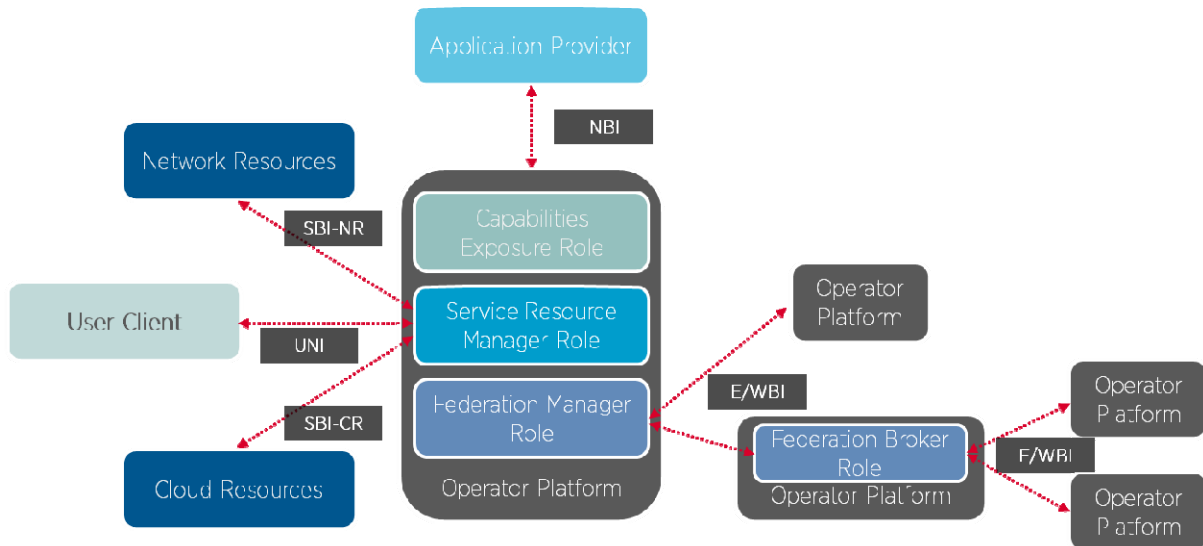 Application Provider
NBI
Network Resources
SBI-NR
Capabilities
Exposure Role
User Client
UNI
Service Resource
Manager Role
Operator
Platform
SBI-CR
Federation Manager
Role
E/WBI
Operator
Platform
Cloud Resources
Operator Platform
Federation Broker
Role
Operator Platform
E/WBI
Operator
Platform